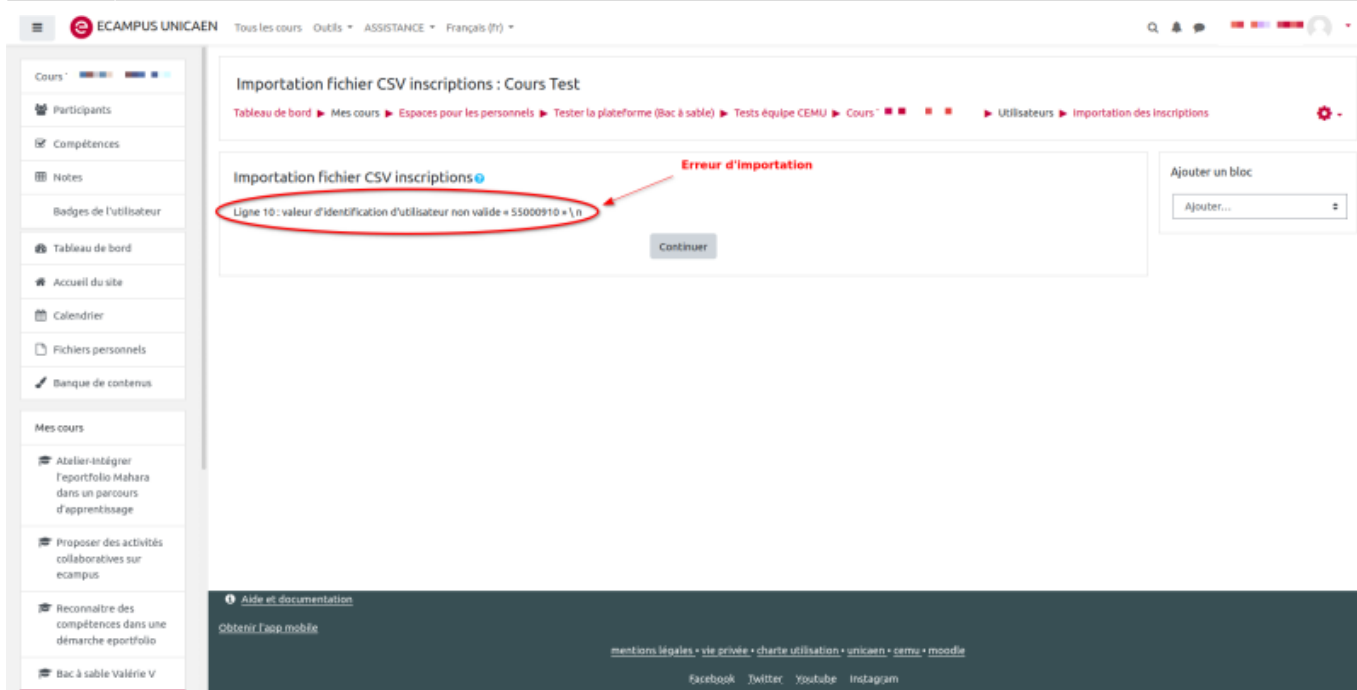 ECAMPUS UNICAEN Tous les cours Outils ASSISTANCE Français (fr)
Cours
Participants
Compétences
Notes
Badges de l'utilisateur
Tableau de bord
Accueil du site
Calendrier
Fichiers personnels
Banque de contenus
Mes cours
Atelier-Intégrer
l'eportfolio Mahara
dans un parcours
d'apprentissage
Proposer des activités
collaboratives sur
ecampus
Reconnaitre des
compétences dans une
démarche eportfolio
Bac à sable Valérie V
Importation fichier CSV inscriptions : Cours Test
Tableau de bord ► Mes cours ► Espaces pour les personnels ► Tester la plateforme (Bac à sable) ► Tests équipe CEMU ► Cours ► Utilisateurs ► Importation des inscriptions
Erreur d'importation
Importation fichier CSV inscriptions
Ligne 10 : valeur d'identification d'utilisateur non valide « 55000910 » \ n
Continuer
Ajouter un bloc
Ajouter...
Aide et documentation
Obtenir l'app mobile
mentions légales • vie privée • charte utilisation • unicaen • cemu • moodle
Facebook Twitter Youtube Instagram